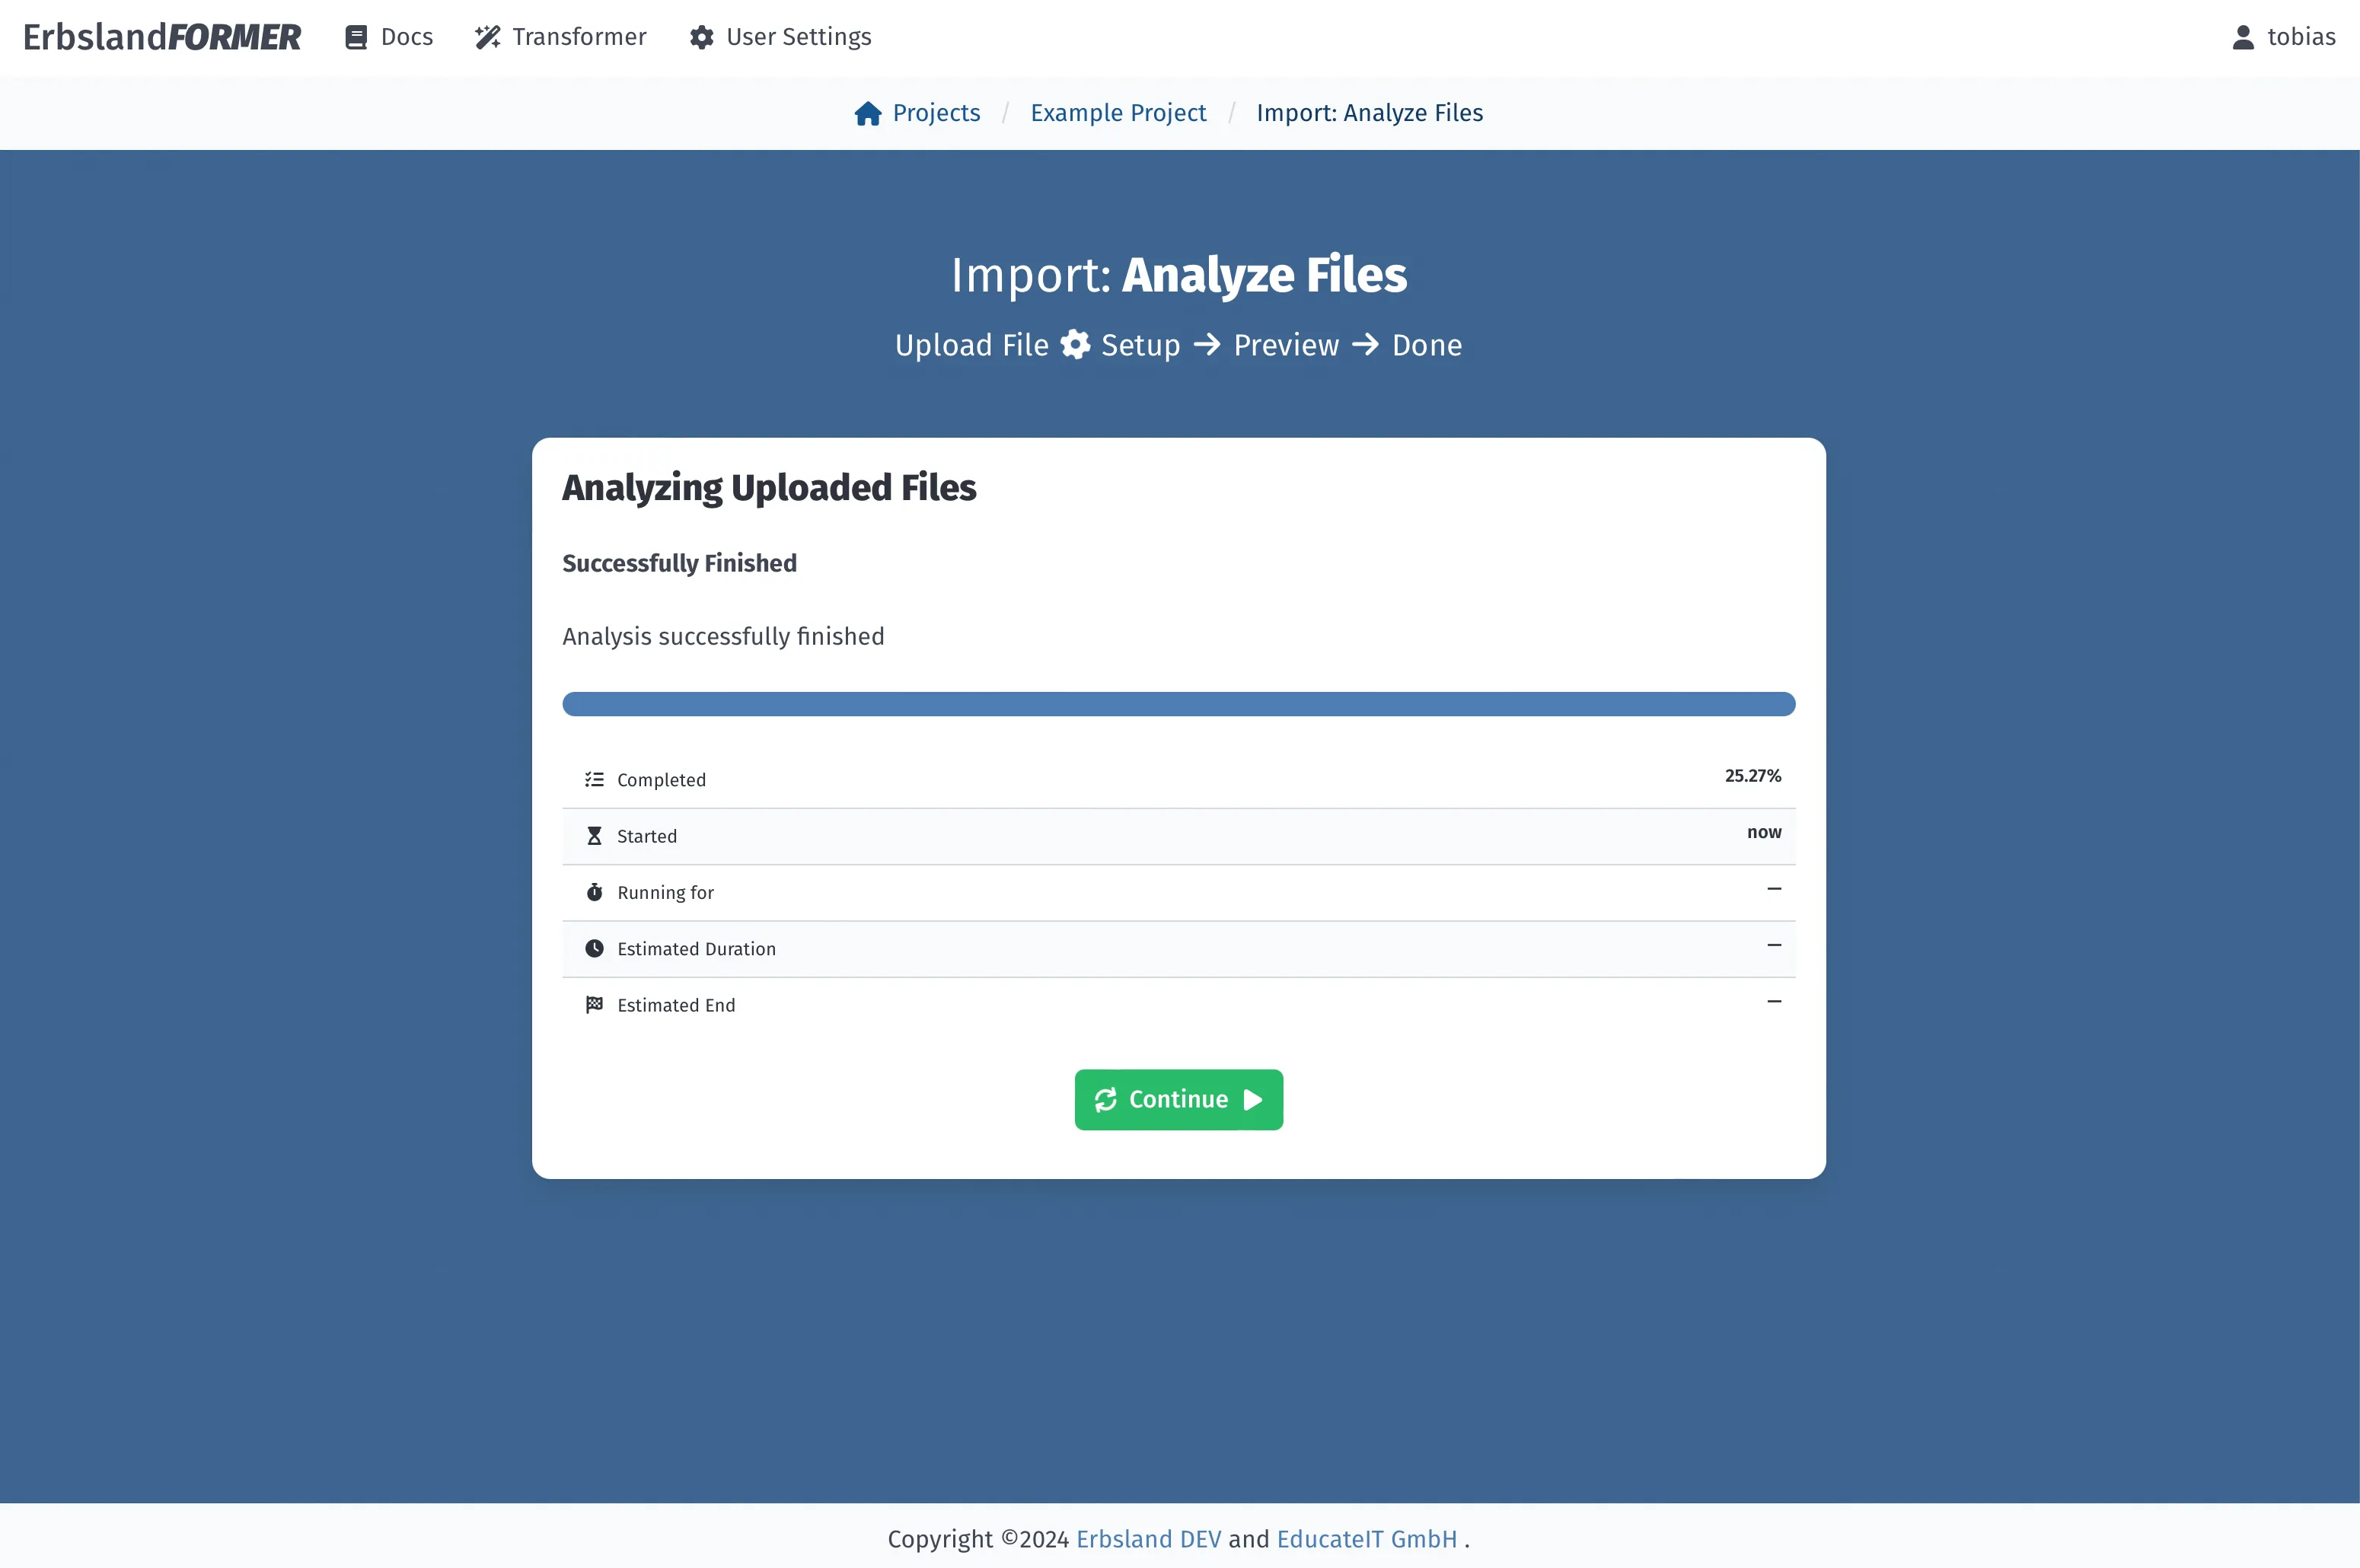 ErbslandFORMER Docs Transformer User Settings tobias
Projects / Example Project / Import: Analyze Files
Import: Analyze Files
Upload File Setup → Preview → Done
Analyzing Uploaded Files
Successfully Finished
Analysis successfully finished
Completed 25.27%
Started now
Running for –
Estimated Duration –
Estimated End –
Continue
Copyright ©2024 Erbsland DEV and EducateIT GmbH .